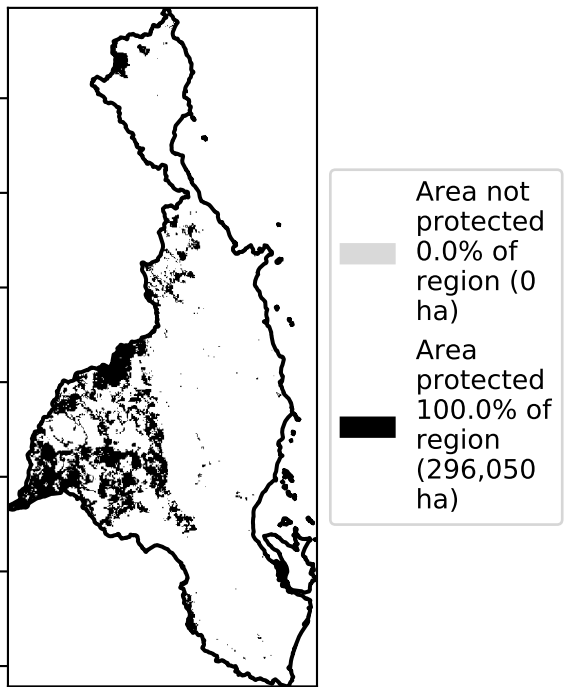 Area not
protected
0.0% of
region (0
ha)
Area
protected
100.0% of
region
(296,050
ha)